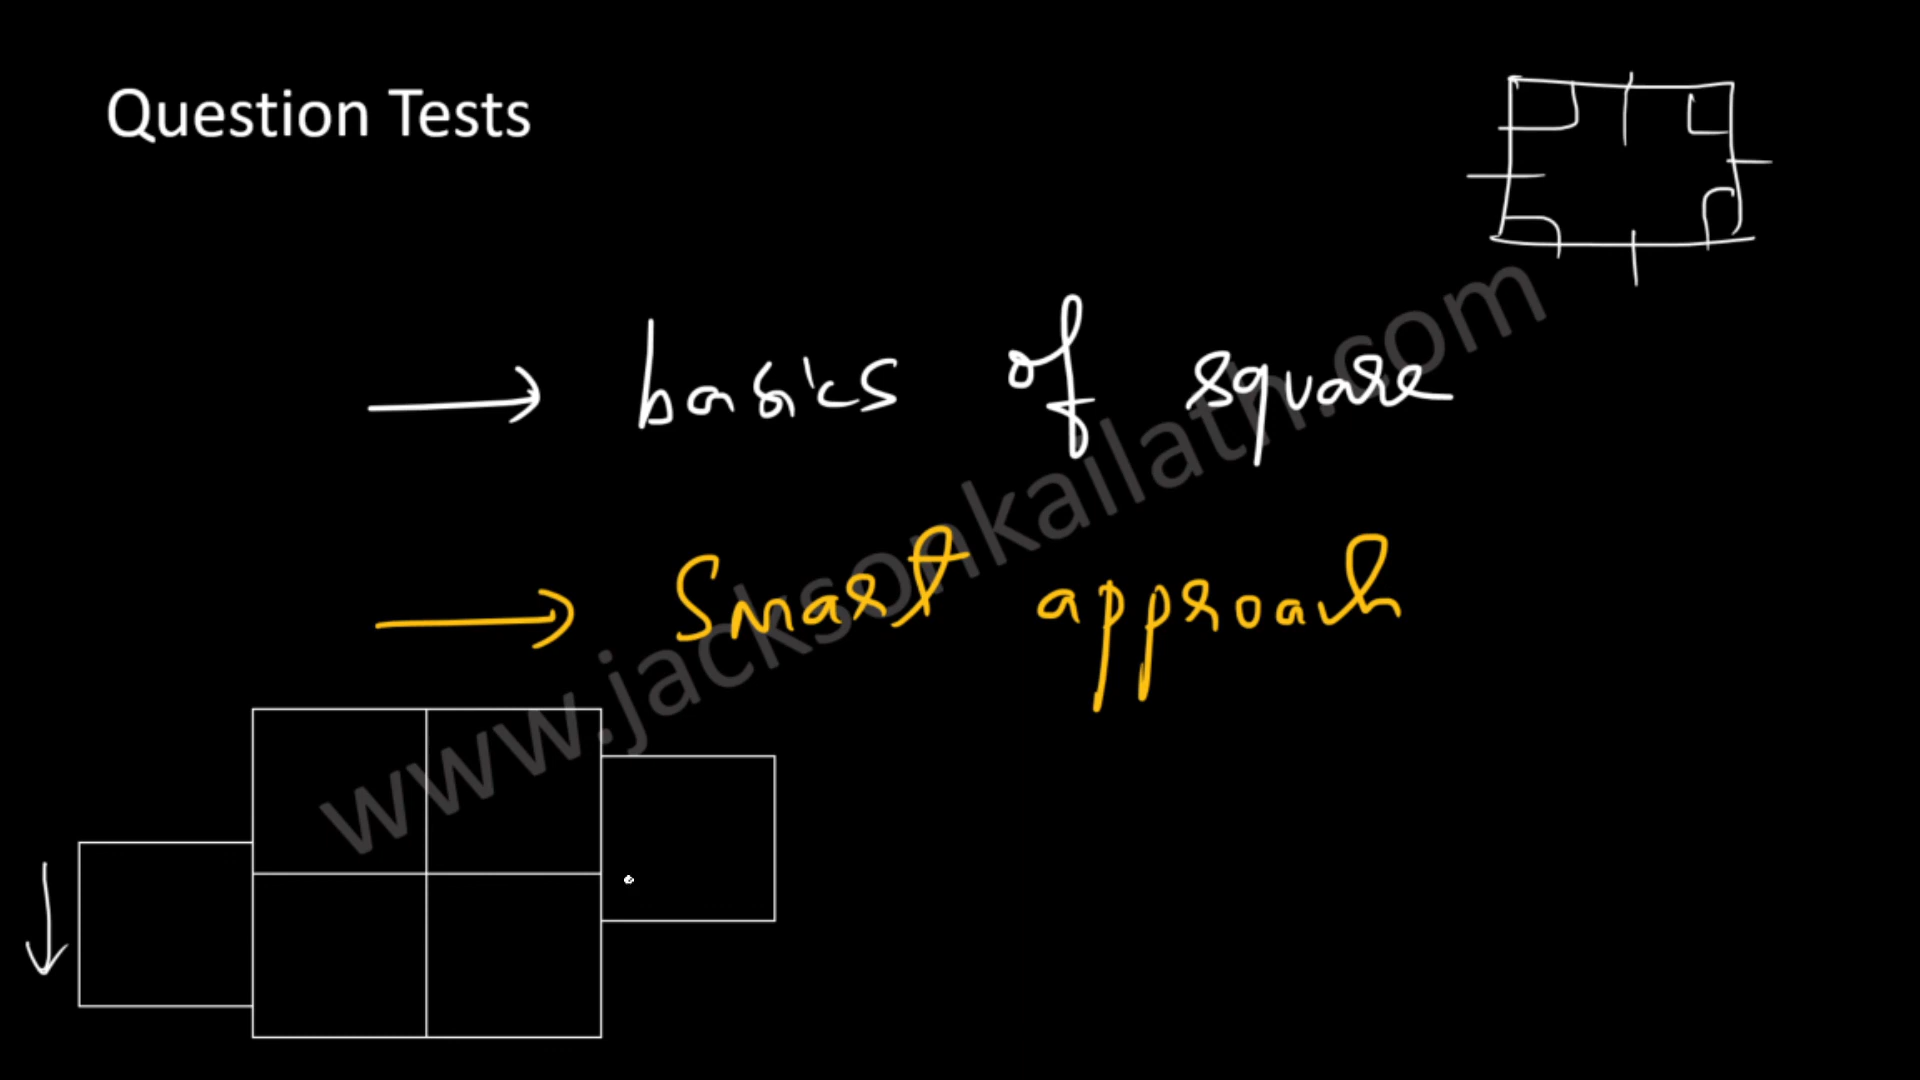 Question Tests
basics of square
Smart approach
www.jacksonkailath.com